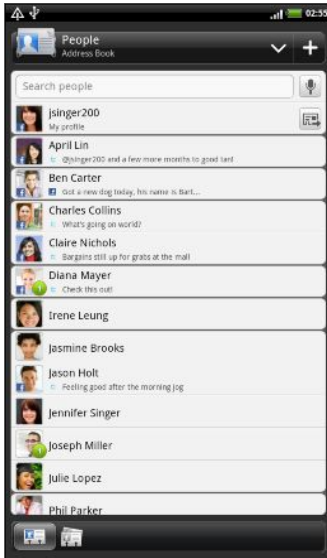 02:55
People
Address Book
Search people
jsinger200
My profile
April Lin
@jsinger200 and a few more months to good tan!
Ben Carter
Got a new dog today, his name is Bart...
Charles Collins
What's going on world?
Claire Nichols
Bargains still up for grabs at the mall
Diana Mayer
Check this out!
Irene Leung
Jasmine Brooks
Jason Holt
Feeling good after the morning jog
Jennifer Singer
Joseph Miller
Julie Lopez
Phil Parker